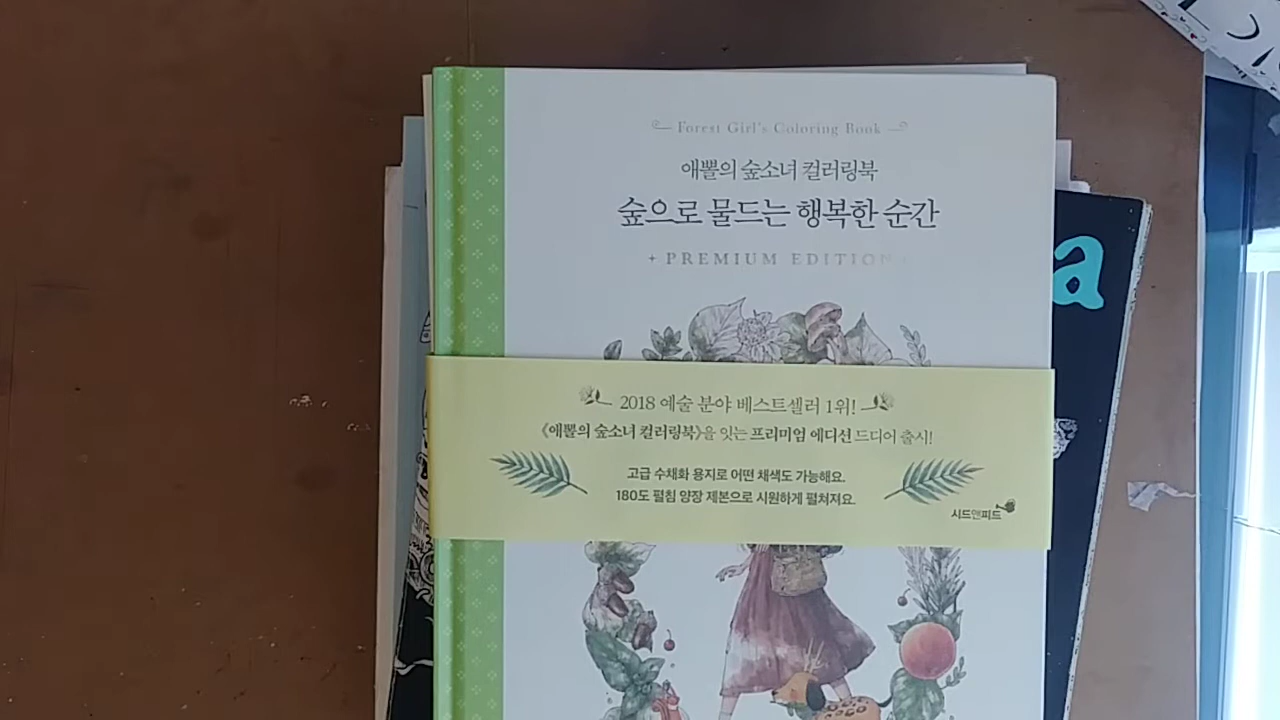 Forest Girl's Coloring Book
애뽈의 숲소녀 컬러링북
숲으로 물드는 행복한 순간
+ PREMIUM EDITION +
2018 예술 분야 베스트셀러 1위!
《애뽈의 숲소녀 컬러링북》을 잇는 프리미엄 에디션 드디어 출시!
고급 수채화 용지로 어떤 채색도 가능해요.
180도 펼침 양장 제본으로 시원하게 펼쳐져요.
시드앤피드
a